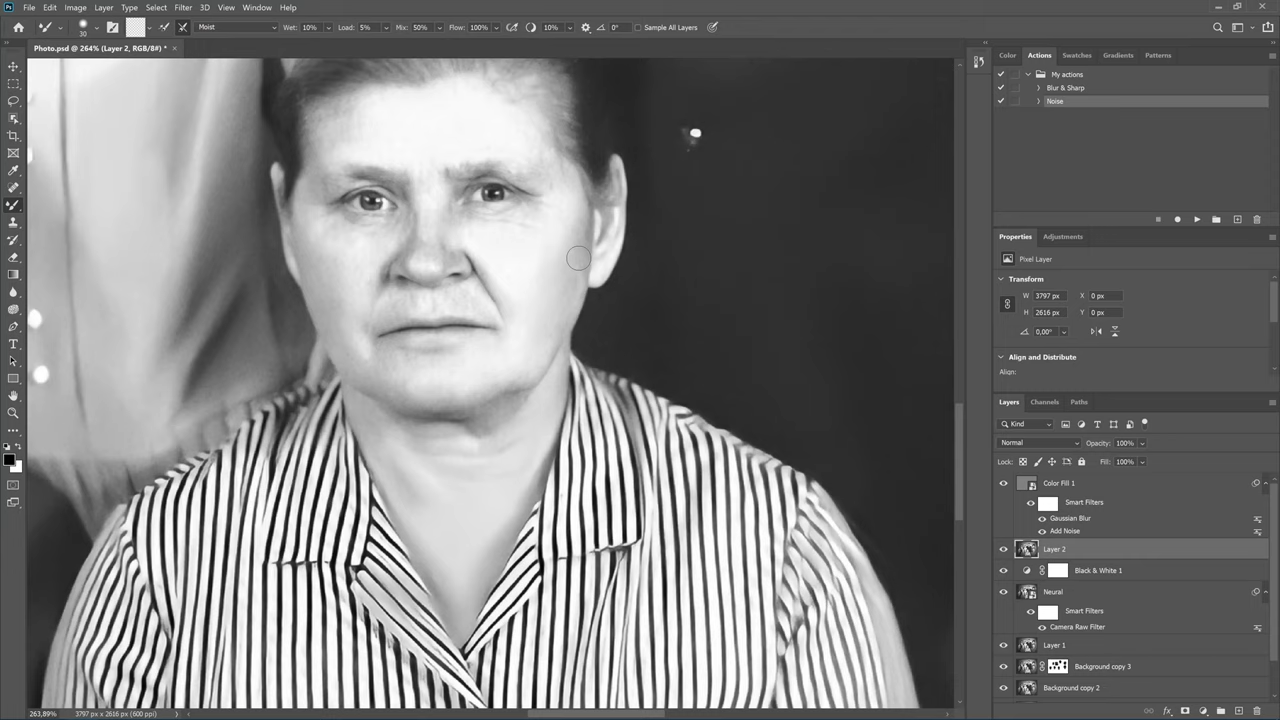 File Edit Image Layer Type Select Filter 3D View Window Help
30 Moist Wet: 10% Load: 5% Mix: 50% Flow: 100% 10% 0° Sample All Layers
Photo.psd @ 264% (Layer 2, RGB/8#) * ×
Color Actions Swatches Gradients Patterns
My actions
Blur & Sharp
Noise
Properties Adjustments
Pixel Layer
Transform
W 3797 px X 0 px
H 2616 px Y 0 px
0,00°
Align and Distribute
Align:
Layers Channels Paths
Kind
Normal Opacity: 100%
Lock: Fill: 100%
Color Fill 1
Smart Filters
Gaussian Blur
Add Noise
Layer 2
Black & White 1
Neural
Smart Filters
Camera Raw Filter
Layer 1
Background copy 3
Background copy 2
263,89% 3797 px x 2616 px (600 ppi)